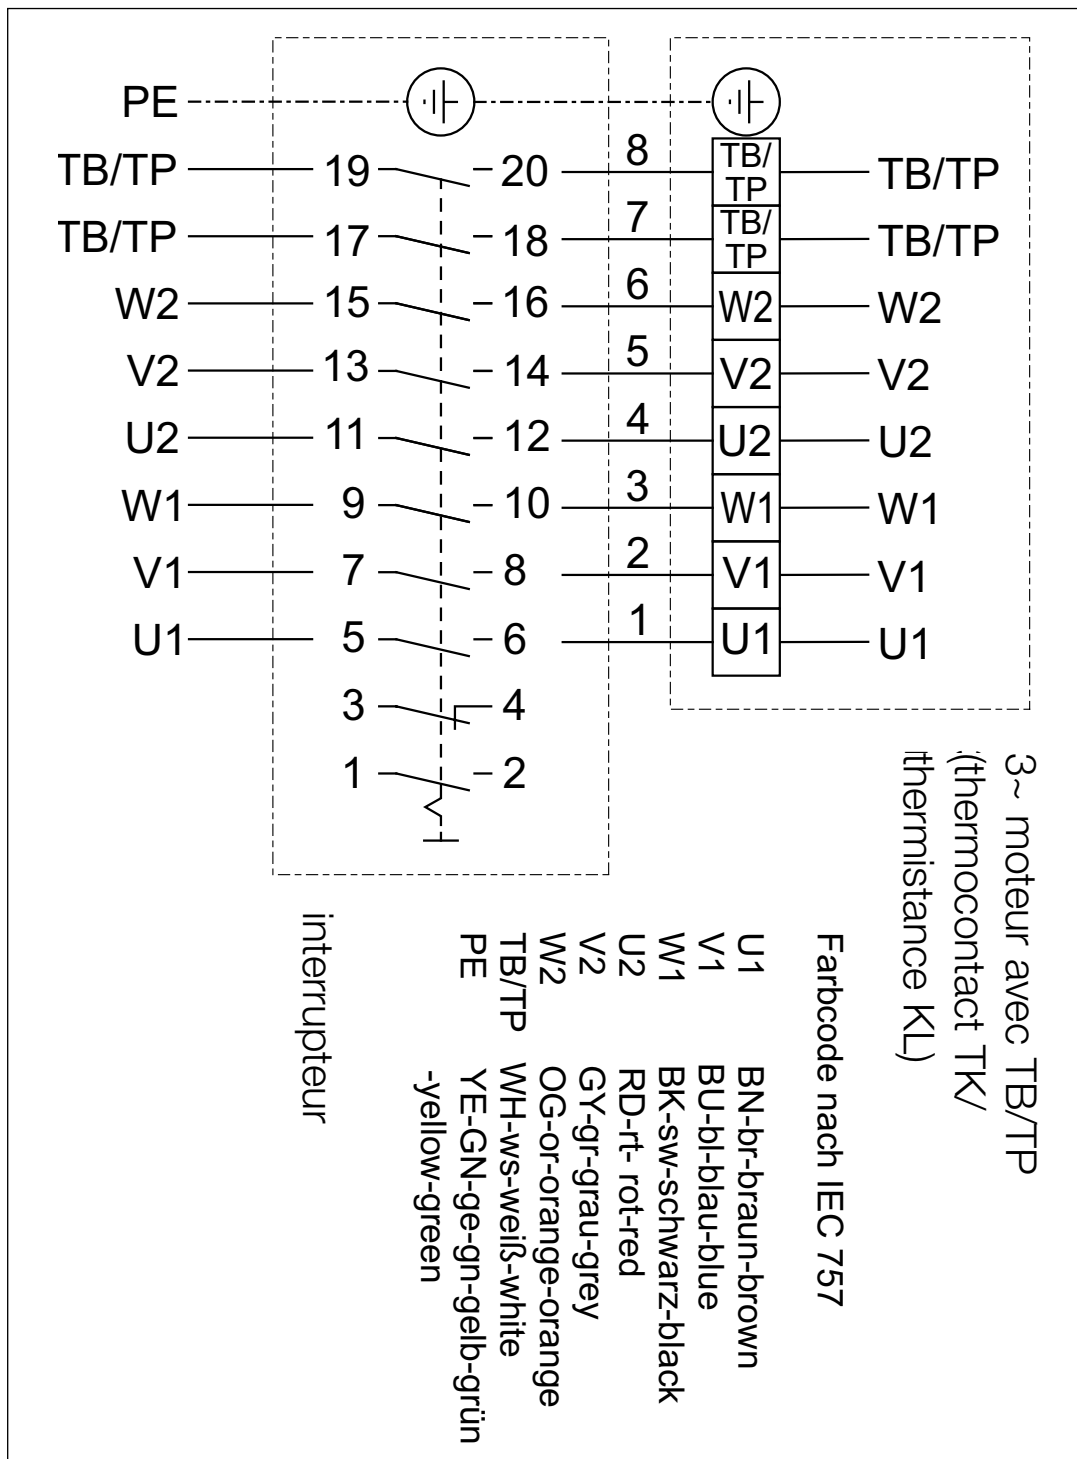 PE
TB/TP 19 20 8 TB/ TP TB/TP
TB/TP 17 18 7 TB/ TP TB/TP
W2 15 16 6 W2 W2
V2 13 14 5 V2 V2
U2 11 12 4 U2 U2
W1 9 10 3 W1 W1
V1 7 8 2 V1 V1
U1 5 6 1 U1 U1
3 4
1 2
interrupteur
3~ moteur avec TB/TP
(thermocontact TK/
thermistance KL)
Farbcode nach IEC 757
U1 BN-br-braun-brown
V1 BU-bl-blau-blue
W1 BK-sw-schwarz-black
U2 RD-rt- rot-red
V2 GY-gr-grau-grey
W2 OG-or-orange-orange
TB/TP WH-ws-weiß-white
PE YE-GN-ge-gn-gelb-grün
-yellow-green